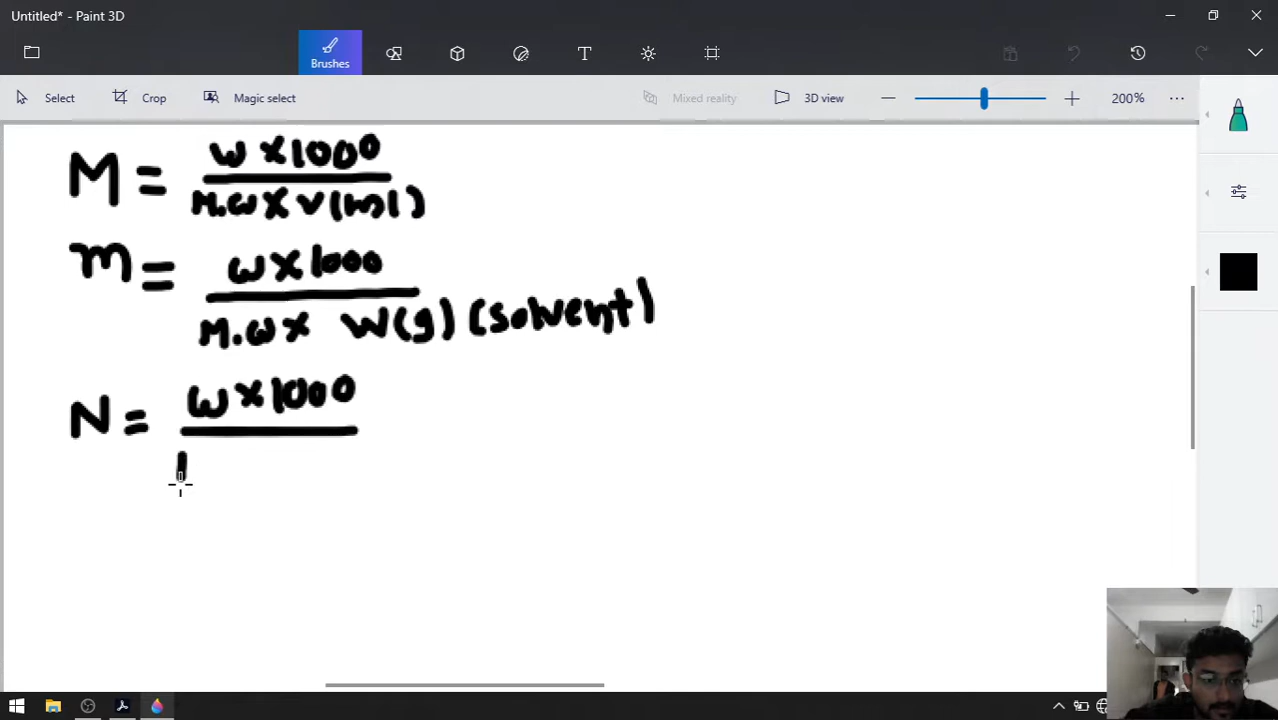 Untitled* - Paint 3D
Brushes
Select Crop Magic select Mixed reality 3D view 200%
M = w x 1000
M.w x v(ml)
m = w x 1000
M.w x W(g) (solvent)
N = w x 1000